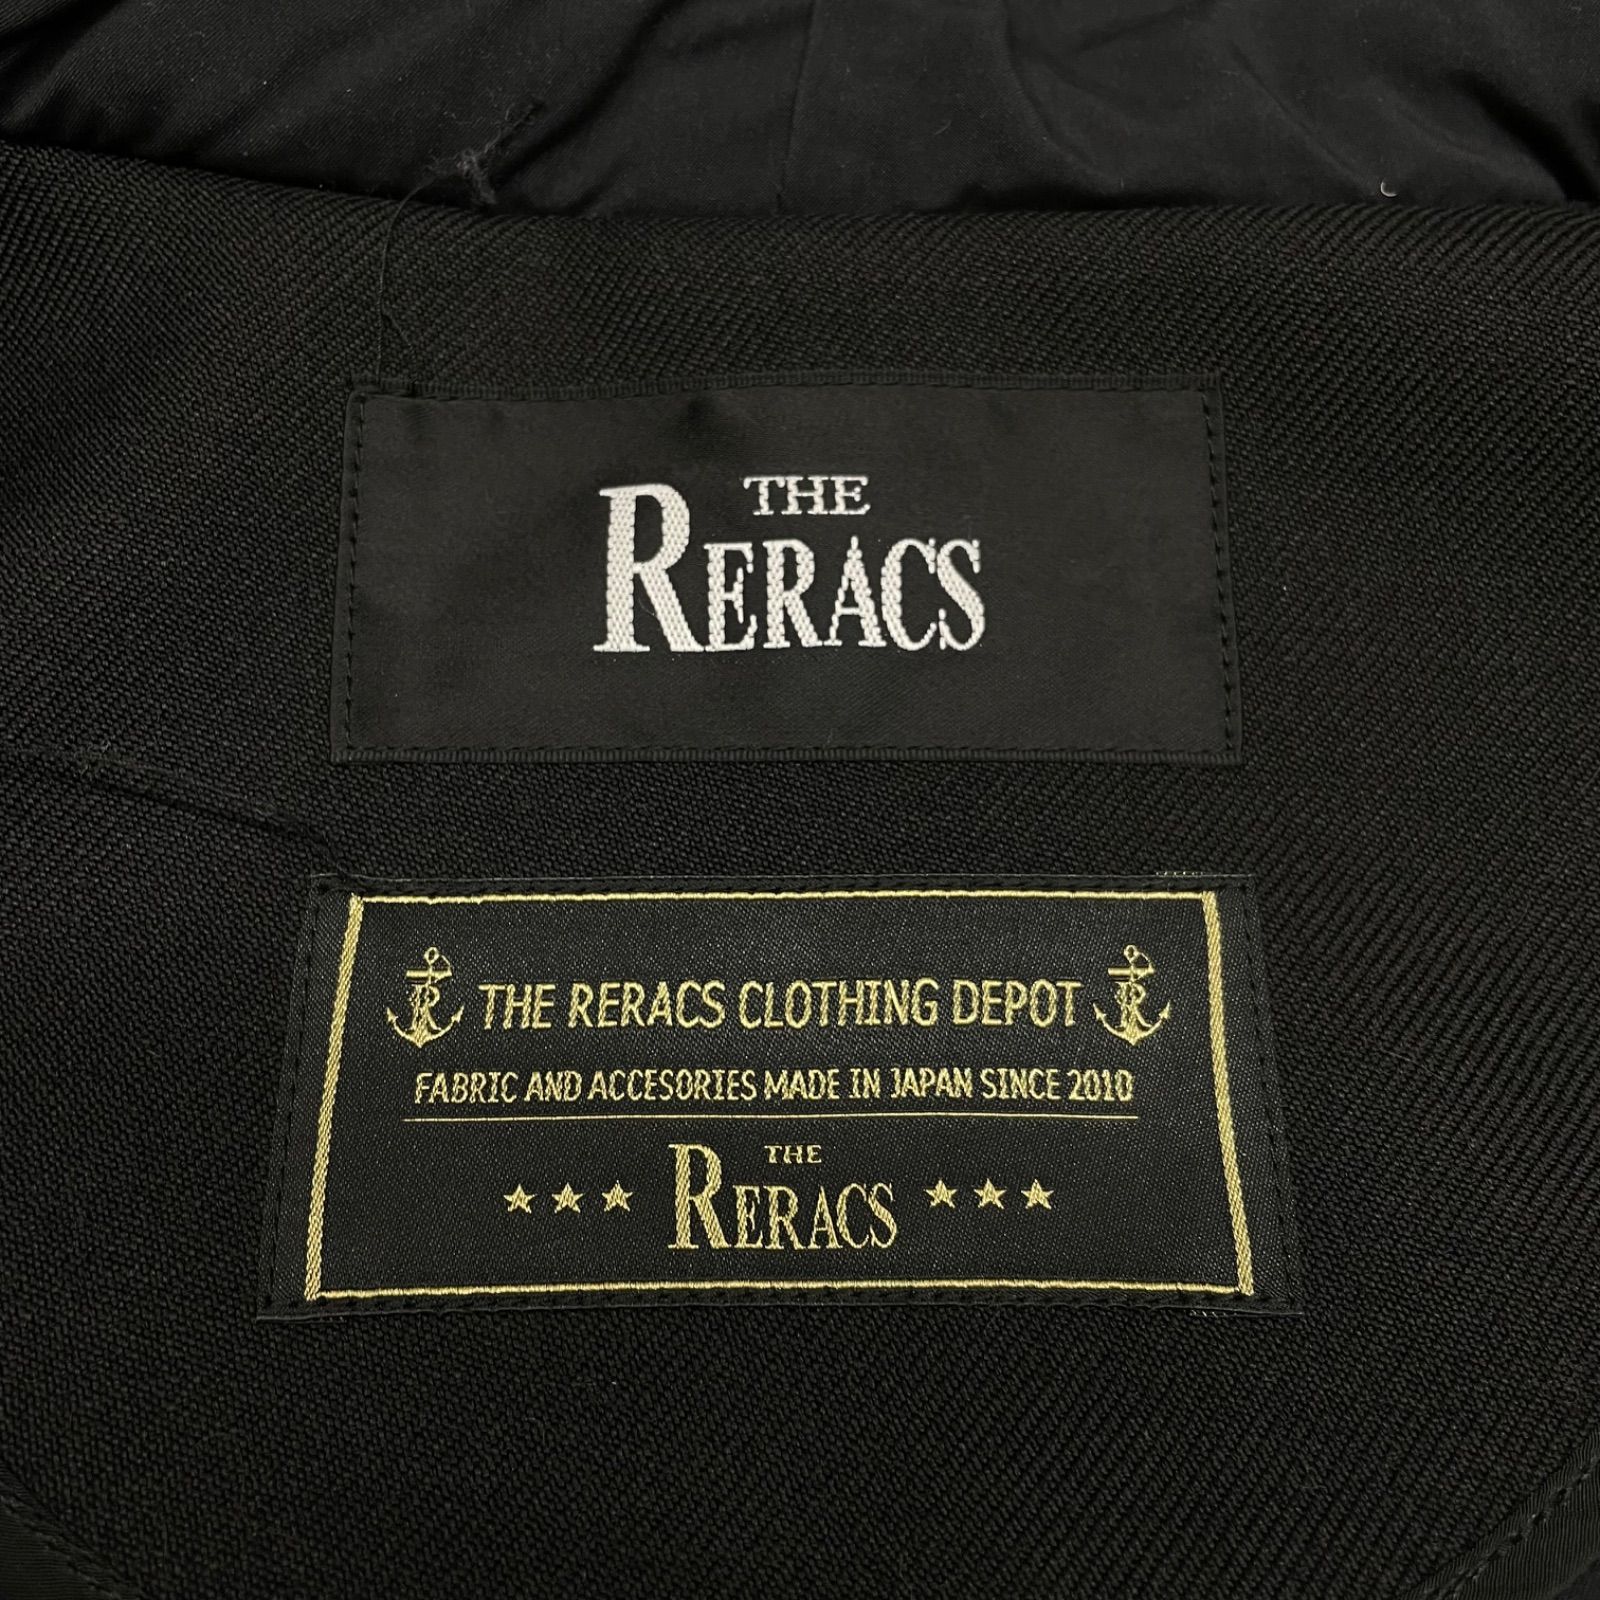 THE
RERACS
THE RERACS CLOTHING DEPOT
FABRIC AND ACCESORIES MADE IN JAPAN SINCE 2010
THE
★★★ RERACS ★★★